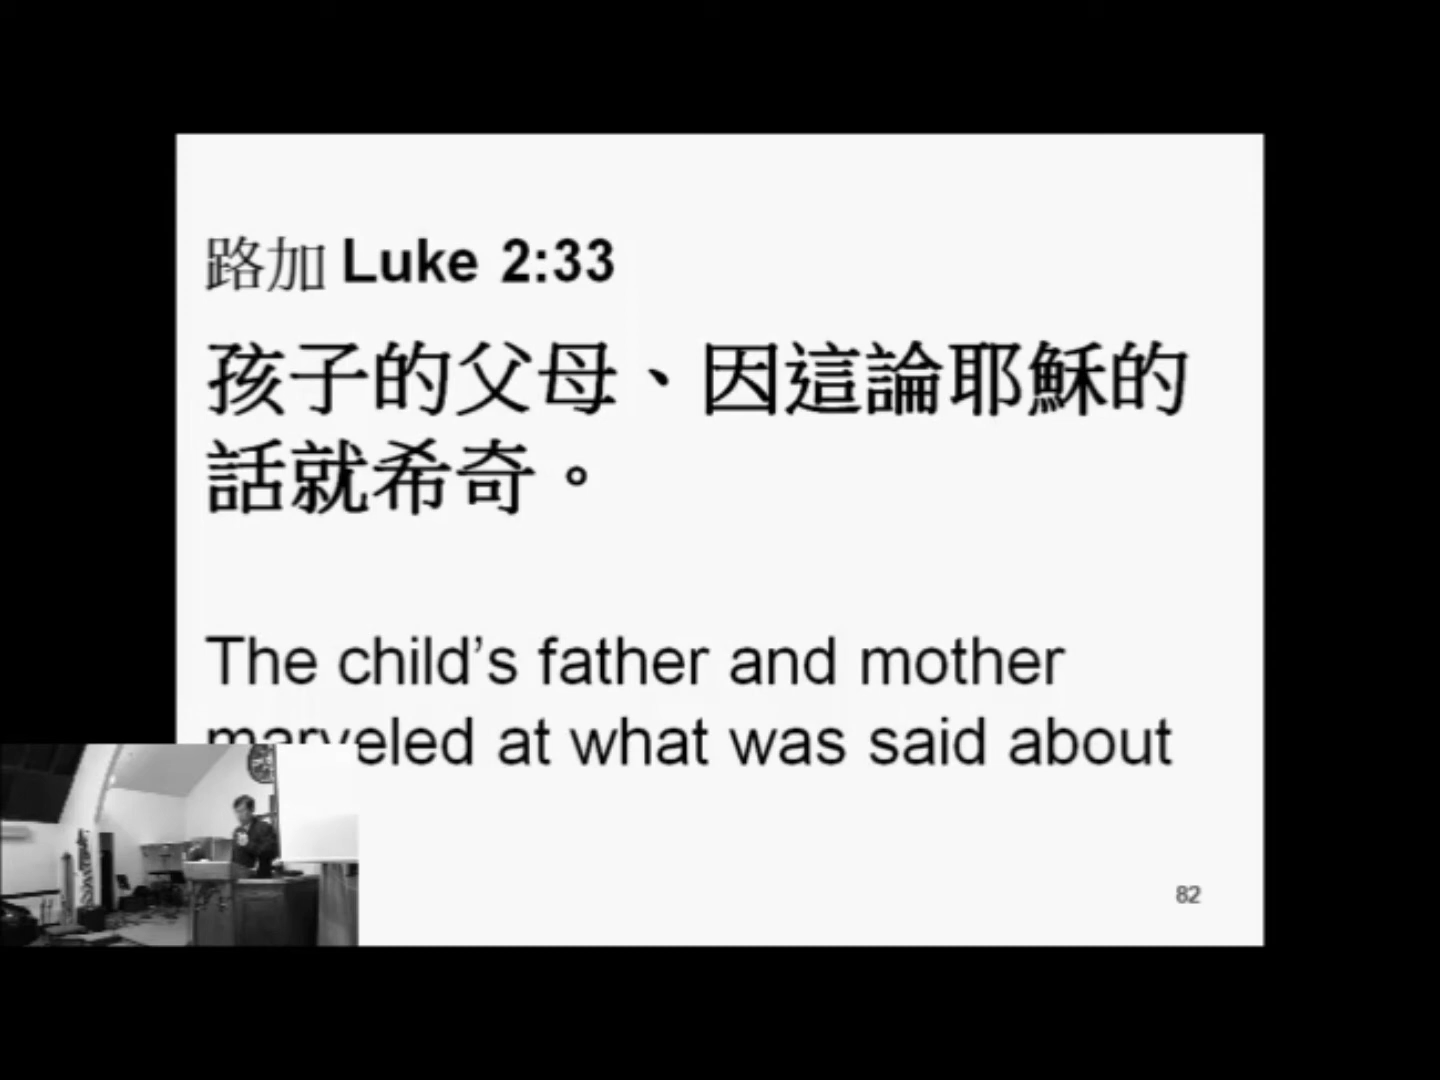 路加 Luke 2:33
孩子的父母、因這論耶穌的
話就希奇。
The child’s father and mother
marveled at what was said about
82